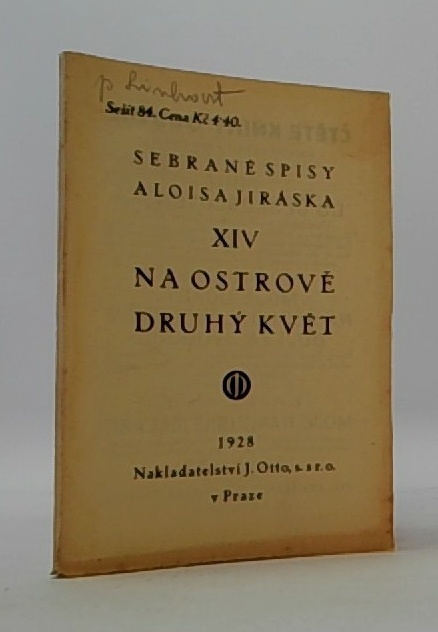 Sešit 84. Cena Kč 4·40.
SEBRANÉ SPISY
ALOISA JIRÁSKA
XIV
NA OSTROVĚ
DRUHÝ KVĚT
1928
Nakladatelství J. Otto, s. s r. o.
v Praze